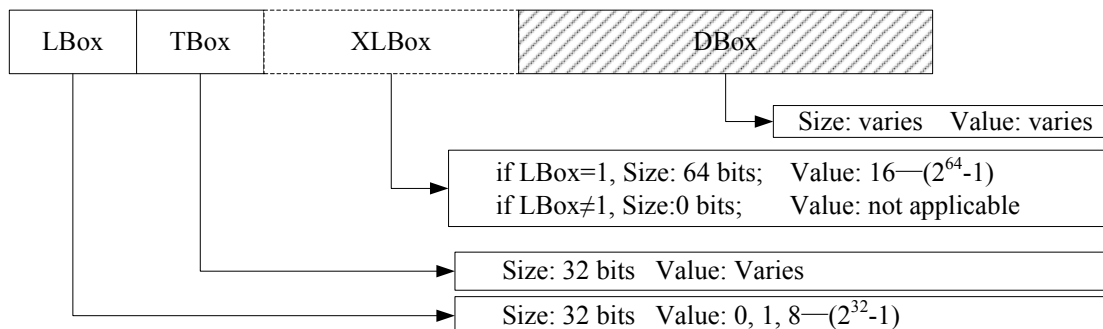 LBox TBox XLBox DBox
Size: varies Value: varies
if LBox=1, Size: 64 bits; Value: 16—(2^64-1)
if LBox≠1, Size:0 bits; Value: not applicable
Size: 32 bits Value: Varies
Size: 32 bits Value: 0, 1, 8—(2^32-1)